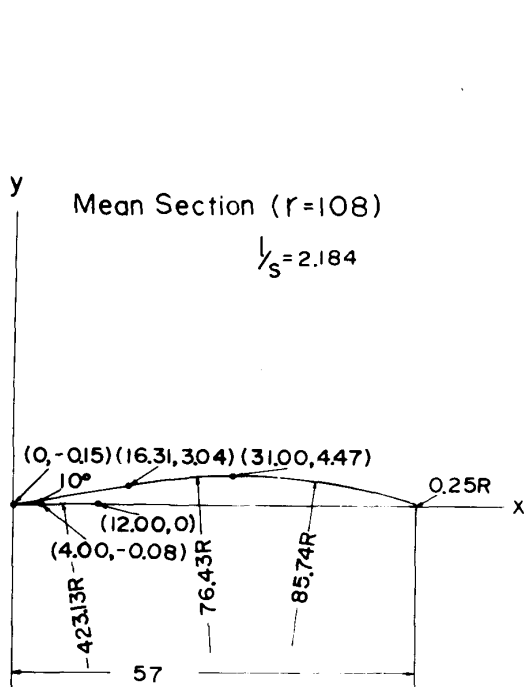 y
Mean Section (r=108)
l/s=2.184
(0,-0.15)(16.31,3.04)(31.00,4.47)
10°
0.25R
x
(12.00,0)
(4.00,-0.08)
423.13R
76.43R
85.74R
57